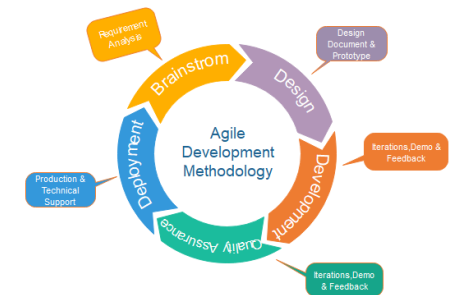 Requirement
Analysis
Brainstrom
Design
Document &
Prototype
Design
Agile
Development
Methodology
Iterations,Demo &
Feedback
Development
Deployment
Production &
Technical
Support
Quality Assurance
Iterations,Demo
& Feedback